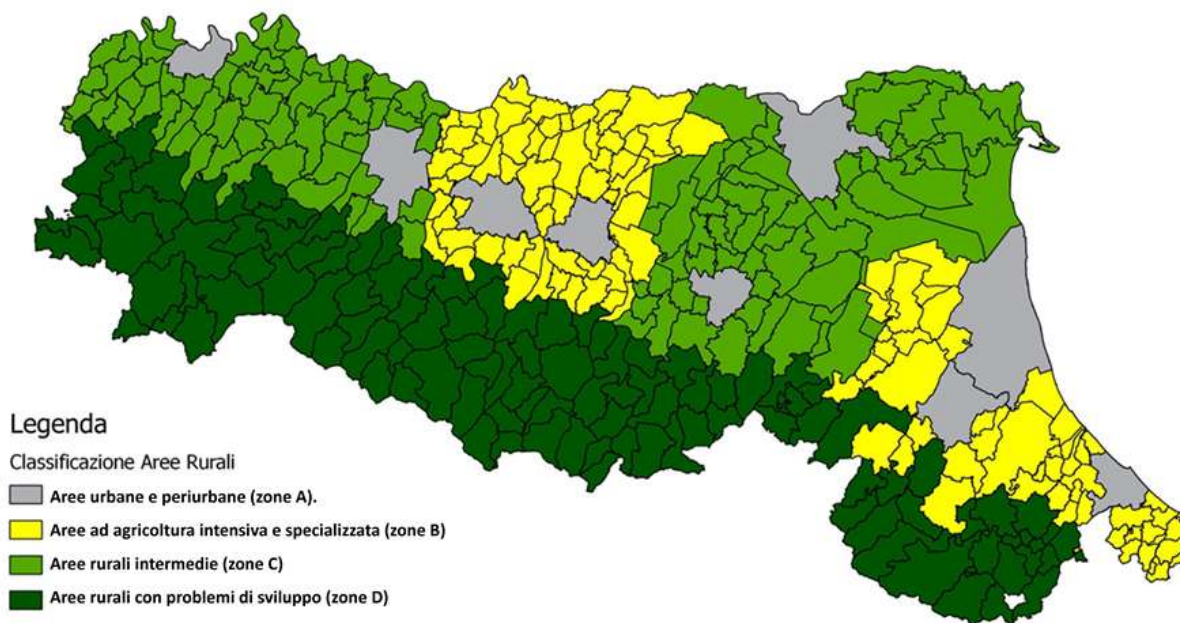 Legenda
Classificazione Aree Rurali
Aree urbane e periurbane (zone A).
Aree ad agricoltura intensiva e specializzata (zone B)
Aree rurali intermedie (zone C)
Aree rurali con problemi di sviluppo (zone D)